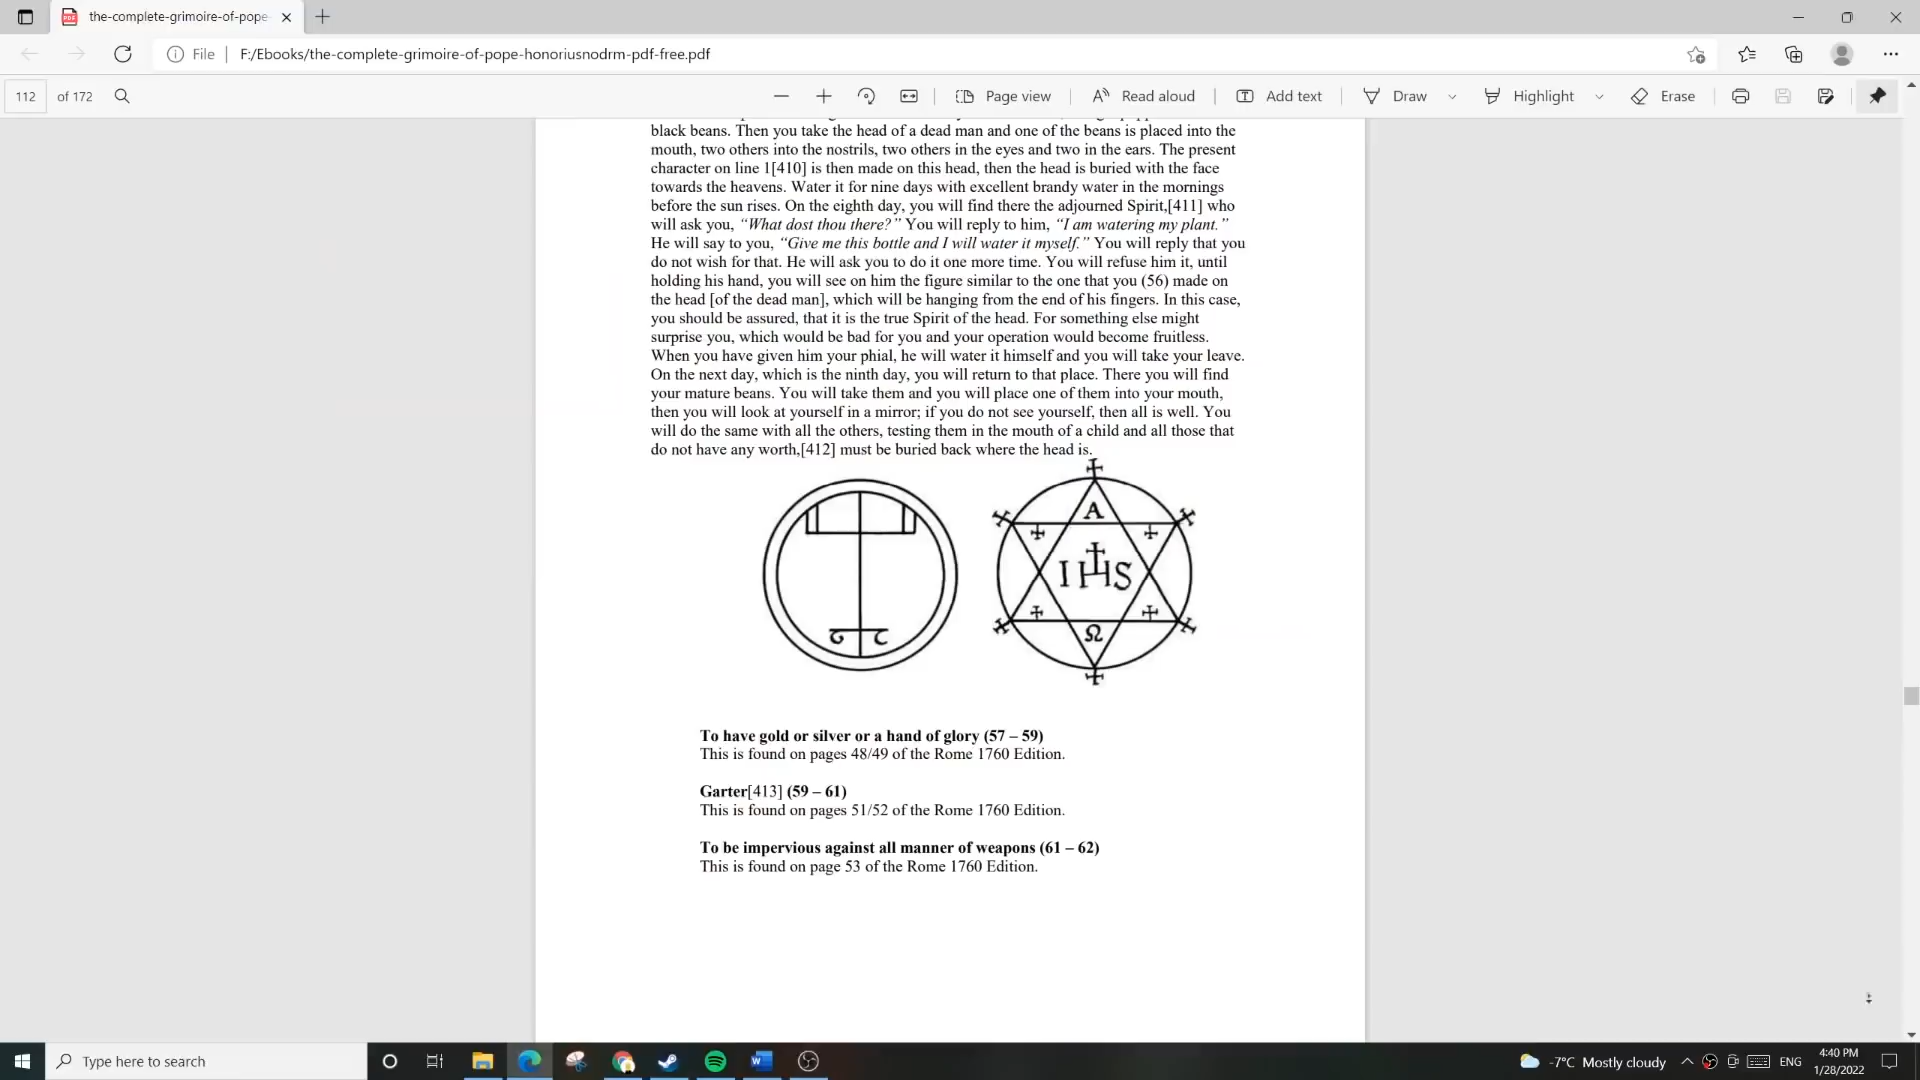 the-complete-grimoire-of-pope-
File
F:/Ebooks/the-complete-grimoire-of-pope-honoriusnodrm-pdf-free.pdf
112 of 172
Page view
Read aloud
Add text
Draw
Highlight
Erase
black beans. Then you take the head of a dead man and one of the beans is placed into the
mouth, two others into the nostrils, two others in the eyes and two in the ears. The present
character on line 1[410] is then made on this head, then the head is buried with the face
towards the heavens. Water it for nine days with excellent brandy water in the mornings
before the sun rises. On the eighth day, you will find there the adjourned Spirit,[411] who
will ask you, “What dost thou there?” You will reply to him, “I am watering my plant.”
He will say to you, “Give me this bottle and I will water it myself.” You will reply that you
do not wish for that. He will ask you to do it one more time. You will refuse him it, until
holding his hand, you will see on him the figure similar to the one that you (56) made on
the head [of the dead man], which will be hanging from the end of his fingers. In this case,
you should be assured, that it is the true Spirit of the head. For something else might
surprise you, which would be bad for you and your operation would become fruitless.
When you have given him your phial, he will water it himself and you will take your leave.
On the next day, which is the ninth day, you will return to that place. There you will find
your mature beans. You will take them and you will place one of them into your mouth,
then you will look at yourself in a mirror; if you do not see yourself, then all is well. You
will do the same with all the others, testing them in the mouth of a child and all those that
do not have any worth,[412] must be buried back where the head is.
A
IHS
Ω
To have gold or silver or a hand of glory (57 – 59)
This is found on pages 48/49 of the Rome 1760 Edition.
Garter[413] (59 – 61)
This is found on pages 51/52 of the Rome 1760 Edition.
To be impervious against all manner of weapons (61 – 62)
This is found on page 53 of the Rome 1760 Edition.
Type here to search
-7°C Mostly cloudy
ENG
4:40 PM
1/28/2022